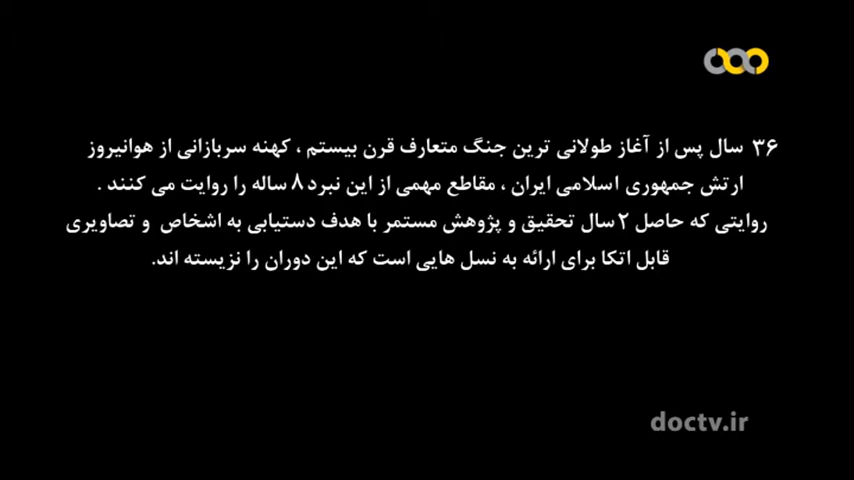 ۳۶ سال پس از آغاز طولانی ترین جنگ متعارف قرن بیستم ، کهنه سربازانی از هوانیروز
ارتش جمهوری اسلامی ایران ، مقاطع مهمی از این نبرد ۸ ساله را روایت می کنند .
روایتی که حاصل ۲ سال تحقیق و پژوهش مستمر با هدف دستیابی به اشخاص و تصاویری
قابل اتکا برای ارائه به نسل هایی است که این دوران را نزیسته اند.
doctv.ir